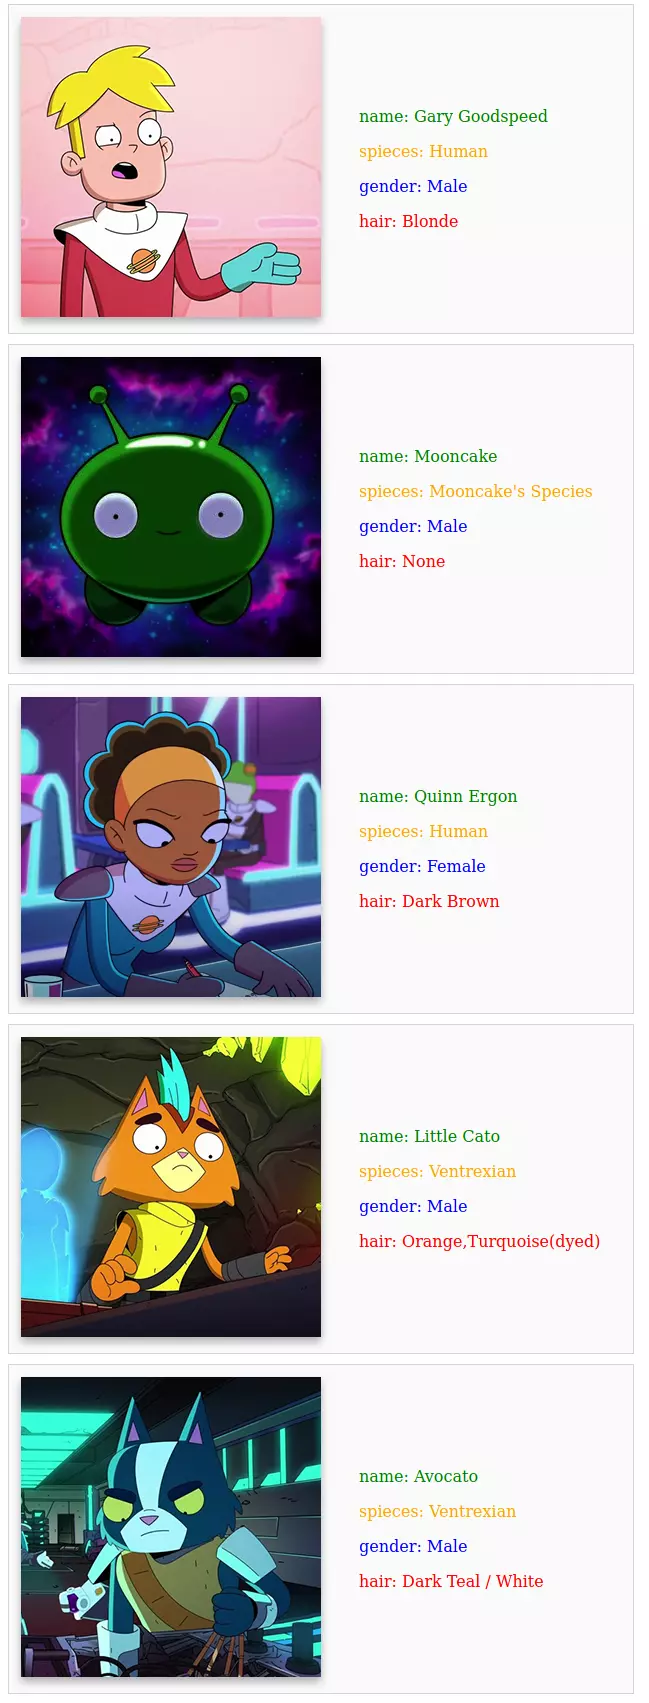 name: Gary Goodspeed
spieces: Human
gender: Male
hair: Blonde
name: Mooncake
spieces: Mooncake's Species
gender: Male
hair: None
name: Quinn Ergon
spieces: Human
gender: Female
hair: Dark Brown
name: Little Cato
spieces: Ventrexian
gender: Male
hair: Orange,Turquoise(dyed)
name: Avocato
spieces: Ventrexian
gender: Male
hair: Dark Teal / White